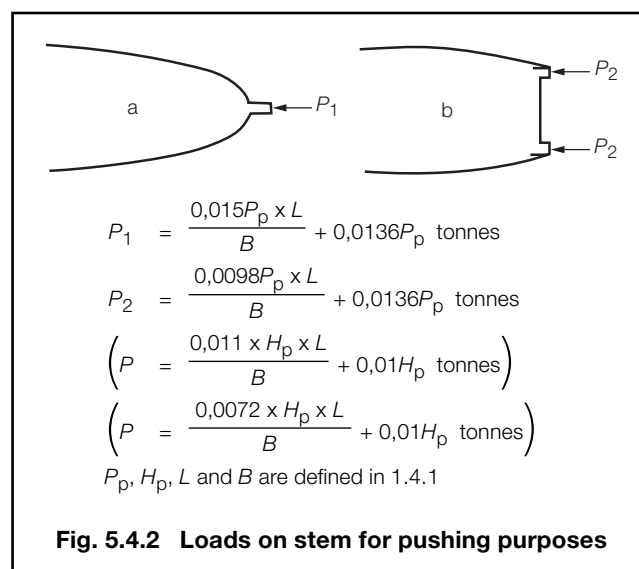 a
P1
b
P2
P2
P1 = 0,015Pp x L / B + 0,0136Pp tonnes
P2 = 0,0098Pp x L / B + 0,0136Pp tonnes
(P = 0,011 x Hp x L / B + 0,01Hp tonnes)
(P = 0,0072 x Hp x L / B + 0,01Hp tonnes)
Pp, Hp, L and B are defined in 1.4.1
Fig. 5.4.2 Loads on stem for pushing purposes